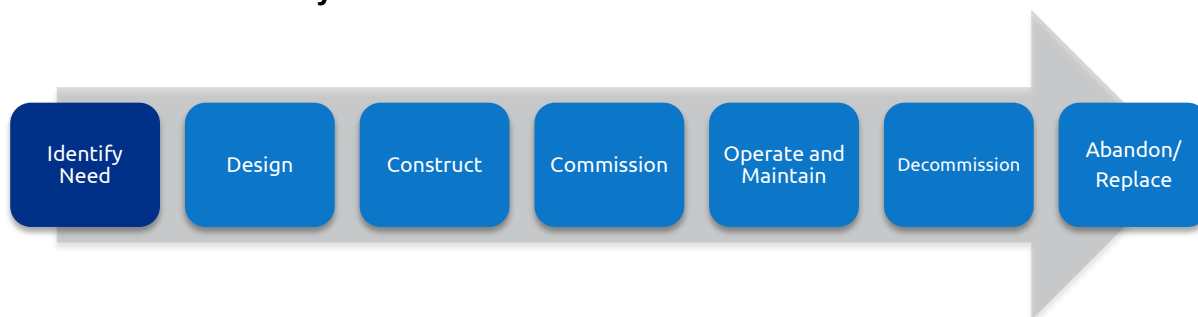 Identify
Need
Design
Construct
Commission
Operate and
Maintain
Decommission
Abandon/
Replace